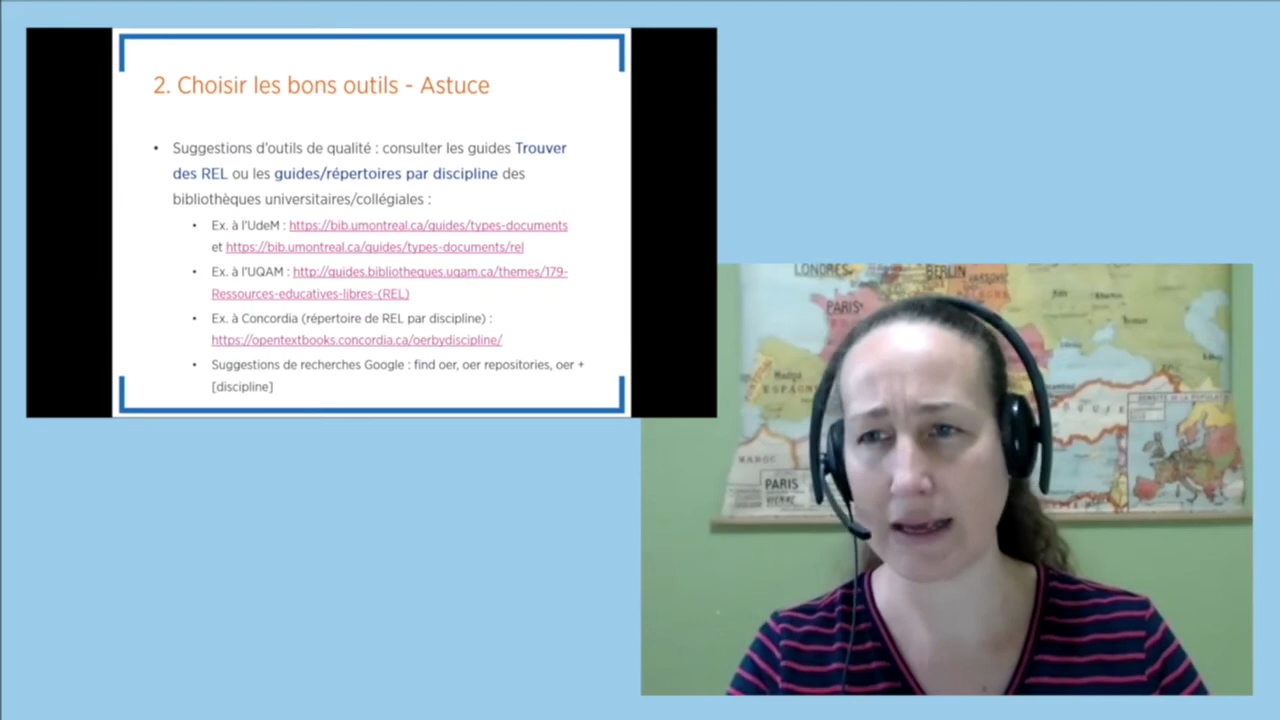 2. Choisir les bons outils - Astuce
• Suggestions d'outils de qualité : consulter les guides Trouver
des REL ou les guides/répertoires par discipline des
bibliothèques universitaires/collégiales :
• Ex. à l'UdeM : https://bib.umontreal.ca/guides/types-documents
et https://bib.umontreal.ca/guides/types-documents/rel
• Ex. à l'UQAM : http://guides.bibliotheques.uqam.ca/themes/179-
Ressources-educatives-libres-(REL)
• Ex. à Concordia (répertoire de REL par discipline) :
https://opentextbooks.concordia.ca/oerbydiscipline/
• Suggestions de recherches Google : find oer, oer repositories, oer +
[discipline]
LONDRES
BERLIN
VARSOVIE
PARIS
ESPAGNE
MAROC
PARIS
VIENNE